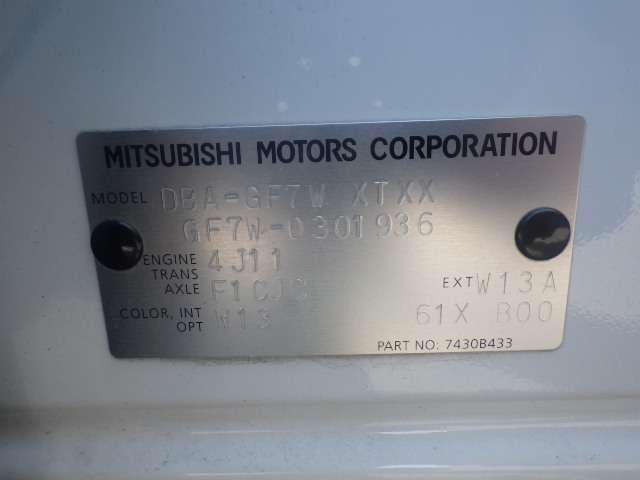 MITSUBISHI MOTORS CORPORATION
MODEL DBA-GF7W XTXX
GF7W-0301936
ENGINE 4J11
TRANS
AXLE F1CJC EXT W13A
COLOR, INT W13 61X B00
OPT
PART NO: 7430B433